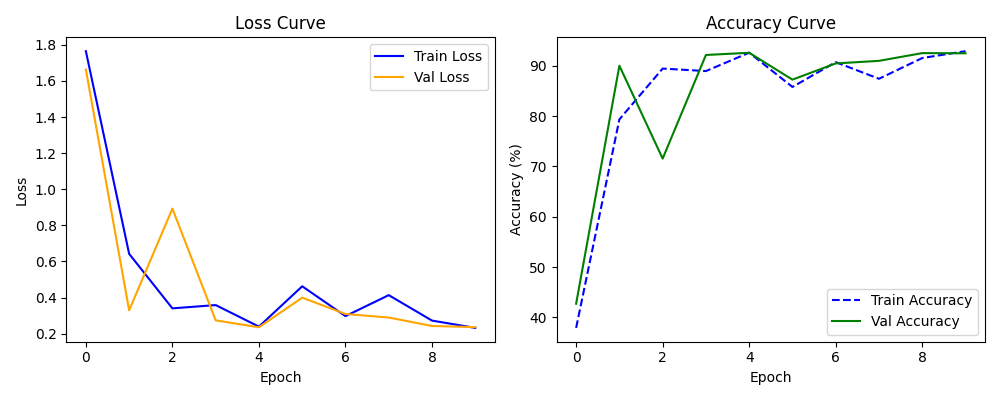 Loss Curve
1.8
1.6
1.4
1.2
1.0
0.8
0.6
0.4
0.2
Loss
0 2 4 6 8
Epoch
Train Loss
Val Loss
Accuracy Curve
90
80
70
60
50
40
Accuracy (%)
0 2 4 6 8
Epoch
Train Accuracy
Val Accuracy